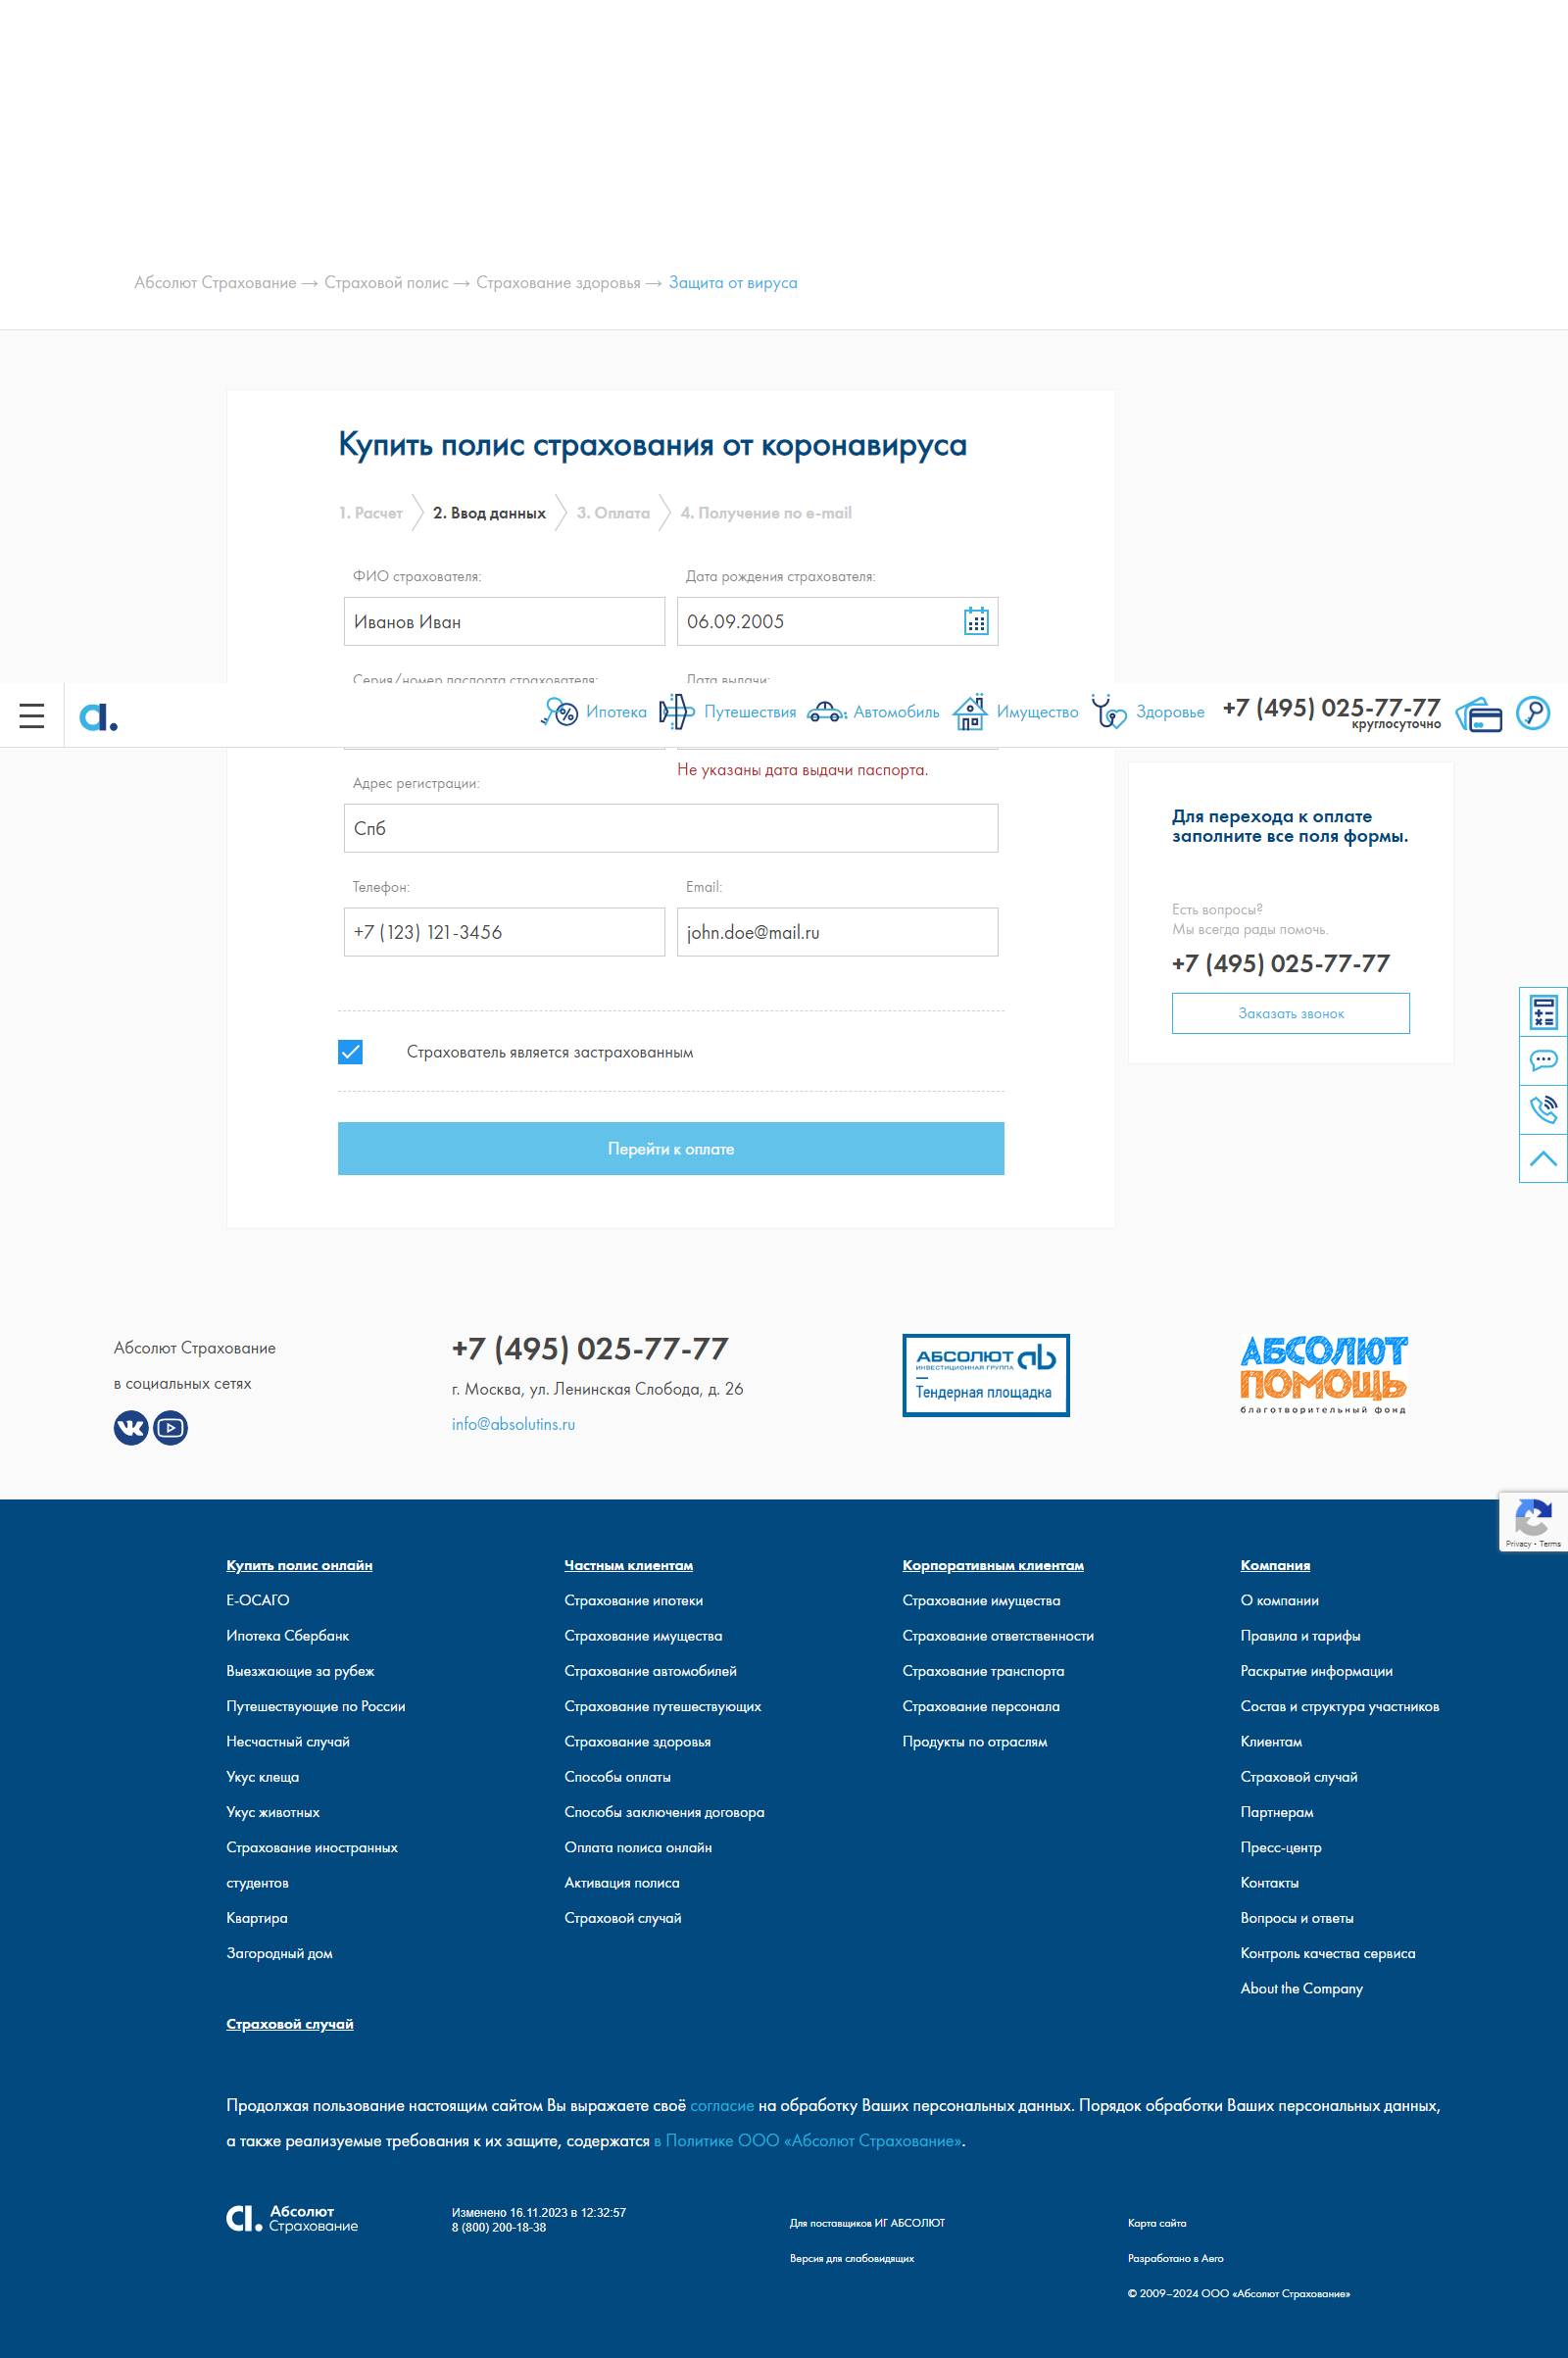 Абсолют Страхование → Страховой полис → Страхование здоровья → Защита от вируса
Купить полис страхования от коронавируса
1. Расчет 2. Ввод данных 3. Оплата 4. Получение по e-mail
ФИО страхователя: Дата рождения страхователя:
Иванов Иван 06.09.2005
Серия/номер паспорта страхователя: Дата выдачи:
Ипотека Путешествия Автомобиль Имущество Здоровье +7 (495) 025-77-77
круглосуточно
Не указаны дата выдачи паспорта.
Адрес регистрации:
Спб
Телефон: Email:
+7 (123) 121-3456 john.doe@mail.ru
Страхователь является застрахованным
Перейти к оплате
Для перехода к оплате
заполните все поля формы.
Есть вопросы?
Мы всегда рады помочь.
+7 (495) 025-77-77
Заказать звонок
Абсолют Страхование
в социальных сетях
+7 (495) 025-77-77
г. Москва, ул. Ленинская Слобода, д. 26
info@absolutins.ru
АБСОЛЮТ
ИНВЕСТИЦИОННАЯ ГРУППА
Тендерная площадка
АБСОЛЮТ
ПОМОЩЬ
благотворительный фонд
Privacy - Terms
Купить полис онлайн
Е-ОСАГО
Ипотека Сбербанк
Выезжающие за рубеж
Путешествующие по России
Несчастный случай
Укус клеща
Укус животных
Страхование иностранных
студентов
Квартира
Загородный дом
Страховой случай
Частным клиентам
Страхование ипотеки
Страхование имущества
Страхование автомобилей
Страхование путешествующих
Страхование здоровья
Способы оплаты
Способы заключения договора
Оплата полиса онлайн
Активация полиса
Страховой случай
Корпоративным клиентам
Страхование имущества
Страхование ответственности
Страхование транспорта
Страхование персонала
Продукты по отраслям
Компания
О компании
Правила и тарифы
Раскрытие информации
Состав и структура участников
Клиентам
Страховой случай
Партнерам
Пресс-центр
Контакты
Вопросы и ответы
Контроль качества сервиса
About the Company
Продолжая пользование настоящим сайтом Вы выражаете своё согласие на обработку Ваших персональных данных. Порядок обработки Ваших персональных данных,
а также реализуемые требования к их защите, содержатся в Политике ООО «Абсолют Страхование».
Абсолют
Страхование
Изменено 16.11.2023 в 12:32:57
8 (800) 200-18-38
Для поставщиков ИГ АБСОЛЮТ
Версия для слабовидящих
Карта сайта
Разработано в Aero
© 2009–2024 ООО «Абсолют Страхование»